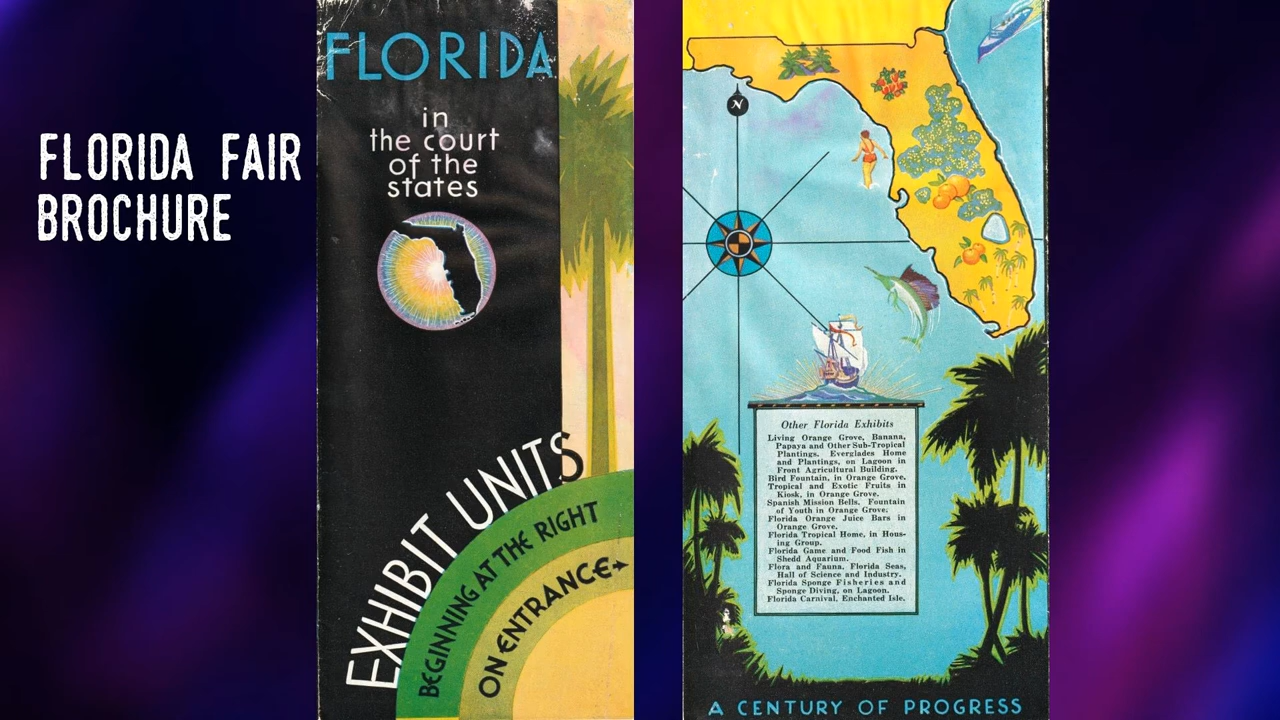 FLORIDA FAIR
BROCHURE
FLORIDA
in
the court
of the
states
EXHIBIT UNITS
BEGINNING AT THE RIGHT
ON ENTRANCE
N
Other Florida Exhibits
Living Orange Grove, Banana,
Papaya and Other Sub-Tropical
Plantings. Everglades Home
and Plantings, on Lagoon in
Front Agricultural Building.
Bird Fountain, in Orange Grove.
Tropical and Exotic Fruits in
Kiosk, in Orange Grove.
Spanish Mission Bells, Fountain
of Youth in Orange Grove.
Florida Orange Juice Bars in
Orange Grove.
Florida Tropical Home, in Hous-
ing Group.
Florida Game and Food Fish in
Shedd Aquarium.
Flora and Fauna, Florida Seas,
Hall of Science and Industry.
Florida Sponge Fisheries and
Sponge Diving, on Lagoon.
Florida Carnival, Enchanted Isle.
A CENTURY OF PROGRESS